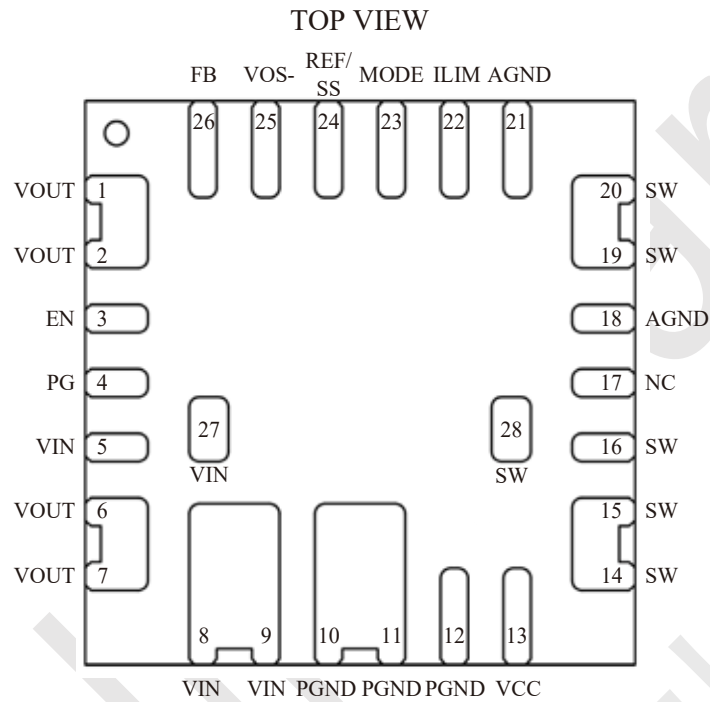 TOP VIEW
FB VOS- REF/ SS MODE ILIM AGND
26 25 24 23 22 21
VOUT 1 20 SW
VOUT 2 19 SW
EN 3 18 AGND
PG 4 17 NC
27 28
VIN 5 16 SW
VIN SW
VOUT 6 15 SW
VOUT 7 14 SW
8 9 10 11 12 13
VIN VIN PGND PGND PGND VCC